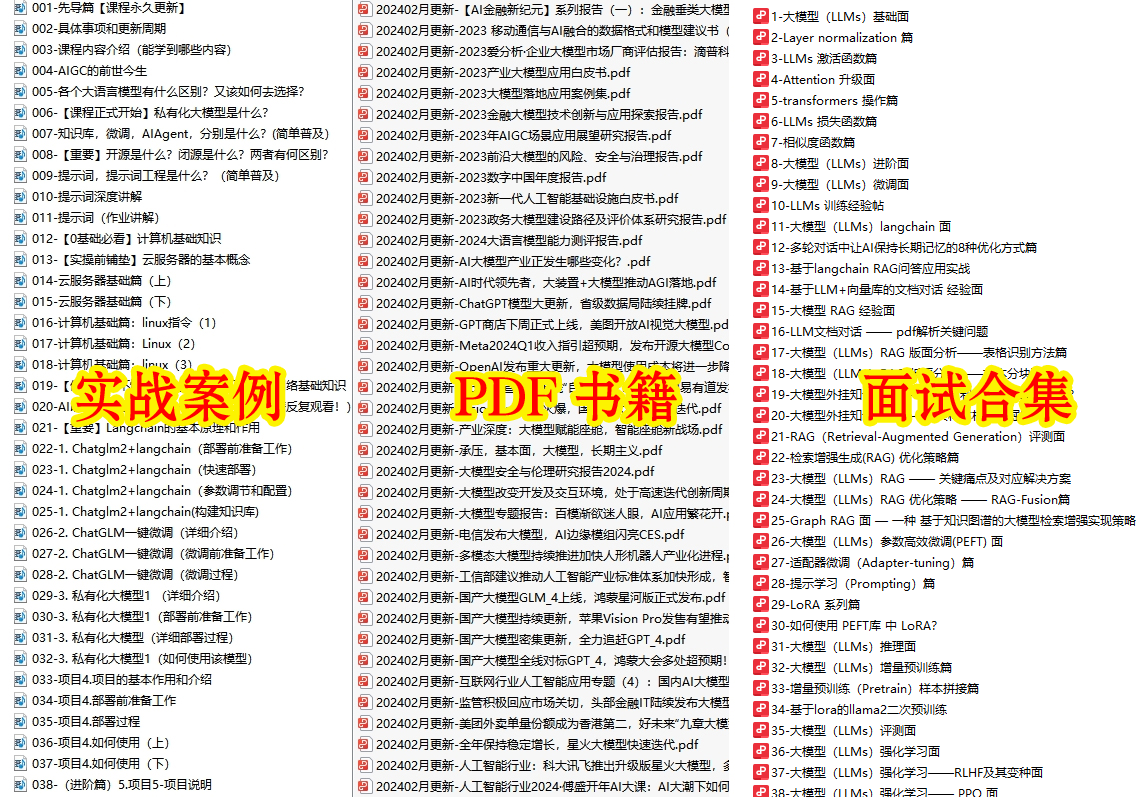 001-先导篇【课程永久更新】
002-具体事项和更新周期
003-课程内容介绍（能学到哪些内容）
004-AIGC的前世今生
005-各个大语言模型有什么区别？又该如何去选择？
006-【课程正式开始】私有化大模型是什么？
007-知识库，微调，AIAgent，分别是什么？(简单普及）
008-【重要】开源是什么？闭源是什么？两者有何区别？
009-提示词，提示词工程是什么？（简单普及）
010-提示词深度讲解
011-提示词（作业讲解）
012-【0基础必看】计算机基础知识
013-【实操前铺垫】云服务器的基本概念
014-云服务器基础篇（上）
015-云服务器基础篇（下）
016-计算机基础篇：linux指令（1）
017-计算机基础篇：Linux（2）
018-计算机基础篇：linux（3）
019-【 络基础知识
020-AI 反复观看！）
021-【重要】Langchain的基本原理和作用
022-1. Chatglm2+langchain（部署前准备工作）
023-1. Chatglm2+langchain（快速部署）
024-1. Chatglm2+langchain（参数调节和配置）
025-1. Chatglm2+langchain(构建知识库)
026-2. ChatGLM一键微调（详细介绍）
027-2. ChatGLM一键微调（微调前准备工作）
028-2. ChatGLM一键微调（微调过程）
029-3. 私有化大模型1 （详细介绍）
030-3. 私有化大模型1（部署前准备工作）
031-3. 私有化大模型（详细部署过程）
032-3. 私有化大模型1（如何使用该模型）
033-项目4.项目的基本作用和介绍
034-项目4.部署前准备工作
035-项目4.部署过程
036-项目4.如何使用（上）
037-项目4.如何使用（下）
038-（进阶篇）5.项目5-项目说明
实战案例
202402月更新-【AI金融新纪元】系列报告（一）：金融垂类大模型
202402月更新-2023 移动通信与AI融合的数据格式和模型建议书（
202402月更新-2023爱分析·企业大模型市场厂商评估报告：滴普科
202402月更新-2023产业大模型应用白皮书.pdf
202402月更新-2023大模型落地应用案例集.pdf
202402月更新-2023金融大模型技术创新与应用探索报告.pdf
202402月更新-2023年AIGC场景应用展望研究报告.pdf
202402月更新-2023前沿大模型的风险、安全与治理报告.pdf
202402月更新-2023数字中国年度报告.pdf
202402月更新-2023新一代人工智能基础设施白皮书.pdf
202402月更新-2023政务大模型建设路径及评价体系研究报告.pdf
202402月更新-2024大语言模型能力测评报告.pdf
202402月更新-AI大模型产业正发生哪些变化？.pdf
202402月更新-AI时代领先者，大装置+大模型推动AGI落地.pdf
202402月更新-ChatGPT模型大更新，省级数据局陆续挂牌.pdf
202402月更新-GPT商店下周正式上线，美图开放AI视觉大模型.pd
202402月更新-Meta2024Q1收入指引超预期，发布开源大模型Co
202402月更新-OpenAI发布重大更新，大模型使用成本将进一步降
202402月更新 易有道发
202402月更新 火爆，国 迭代.pdf
202402月更新-产业深度：大模型赋能座舱，智能座舱新战场.pdf
202402月更新-承压，基本面，大模型，长期主义.pdf
202402月更新-大模型安全与伦理研究报告2024.pdf
202402月更新-大模型改变开发及交互环境，处于高速迭代创新周期
202402月更新-大模型专题报告：百模渐欲迷人眼，AI应用繁花开.p
202402月更新-电信发布大模型，AI边缘模组闪亮CES.pdf
202402月更新-多模态大模型持续推进加快人形机器人产业化进程.p
202402月更新-工信部建议推动人工智能产业标准体系加快形成，智
202402月更新-国产大模型GLM_4上线，鸿蒙星河版正式发布.pdf
202402月更新-国产大模型持续更新，苹果Vision Pro发售有望推动
202402月更新-国产大模型密集更新，全力追赶GPT_4.pdf
202402月更新-国产大模型全线对标GPT_4，鸿蒙大会多处超预期！
202402月更新-互联网行业人工智能应用专题（4）：国内AI大模型
202402月更新-监管积极回应市场关切，头部金融IT陆续发布大模型
202402月更新-美团外卖单量份额成为香港第二，好未来“九章大模
202402月更新-全年保持稳定增长，星火大模型快速迭代.pdf
202402月更新-人工智能行业：科大讯飞推出升级版星火大模型，多
202402月更新-人工智能行业2024·傅盛开年AI大课：AI大潮下如何
PDF 书籍
1-大模型（LLMs）基础面
2-Layer normalization 篇
3-LLMs 激活函数篇
4-Attention 升级面
5-transformers 操作篇
6-LLMs 损失函数篇
7-相似度函数篇
8-大模型（LLMs）进阶面
9-大模型（LLMs）微调面
10-LLMs 训练经验帖
11-大模型（LLMs）langchain 面
12-多轮对话中让AI保持长期记忆的8种优化方式篇
13-基于langchain RAG问答应用实战
14-基于LLM+向量库的文档对话 经验面
15-大模型 RAG 经验面
16-LLM文档对话 —— pdf解析关键问题
17-大模型（LLMs）RAG 版面分析——表格识别方法篇
18-大模型（LLMs）RAG 版面分析——文本分块
19-大模型外挂知
20-大模型外挂知
21-RAG（Retrieval-Augmented Generation）评测面
22-检索增强生成(RAG) 优化策略篇
23-大模型（LLMs）RAG —— 关键痛点及对应解决方案
24-大模型（LLMs）RAG 优化策略 —— RAG-Fusion篇
25-Graph RAG 面 — 一种 基于知识图谱的大模型检索增强实现策略
26-大模型（LLMs）参数高效微调(PEFT) 面
27-适配器微调（Adapter-tuning）篇
28-提示学习（Prompting）篇
29-LoRA 系列篇
30-如何使用 PEFT库 中 LoRA？
31-大模型（LLMs）推理面
32-大模型（LLMs）增量预训练篇
33-增量预训练（Pretrain）样本拼接篇
34-基于lora的llama2二次预训练
35-大模型（LLMs）评测面
36-大模型（LLMs）强化学习面
37-大模型（LLMs）强化学习——RLHF及其变种面
38-大模型（LLMs）强化学习—— PPO 面
面试合集